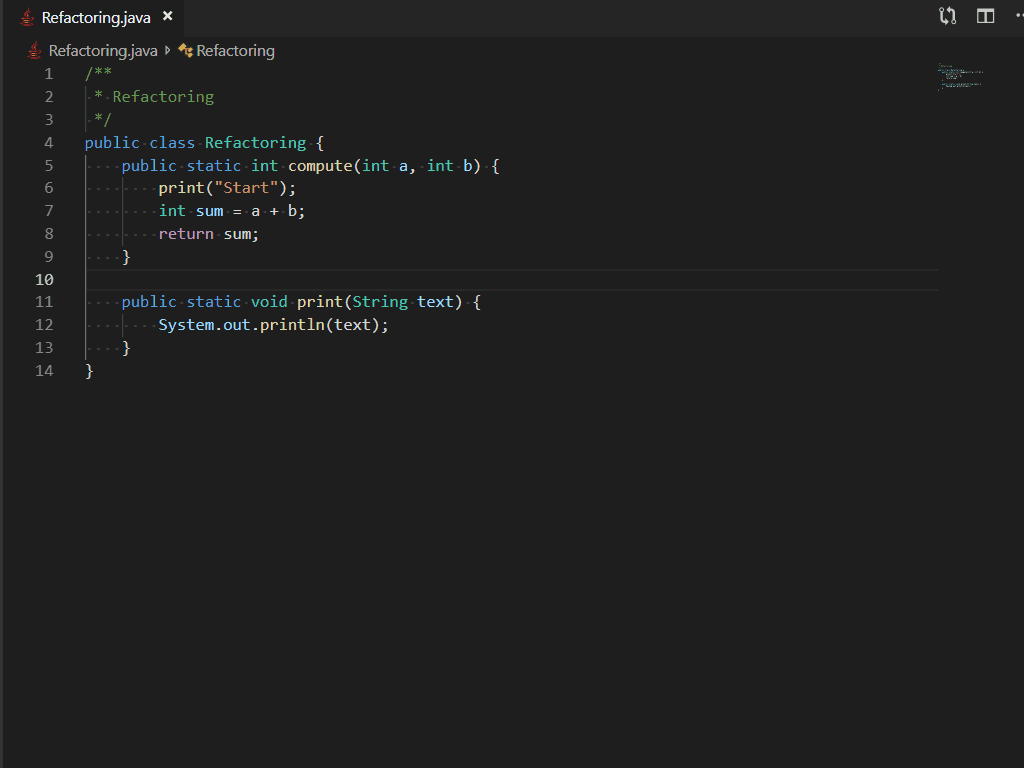 Refactoring.java ×
Refactoring.java Refactoring
1 /**
2 * Refactoring
3 */
4 public class Refactoring {
5 public static int compute(int a, int b) {
6 print("Start");
7 int sum = a + b;
8 return sum;
9 }
10
11 public static void print(String text) {
12 System.out.println(text);
13 }
14 }